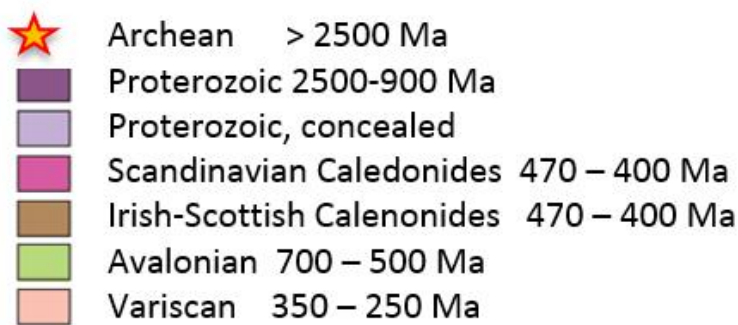 Archean > 2500 Ma
Proterozoic 2500-900 Ma
Proterozoic, concealed
Scandinavian Caledonides 470 – 400 Ma
Irish-Scottish Calenonides 470 – 400 Ma
Avalonian 700 – 500 Ma
Variscan 350 – 250 Ma